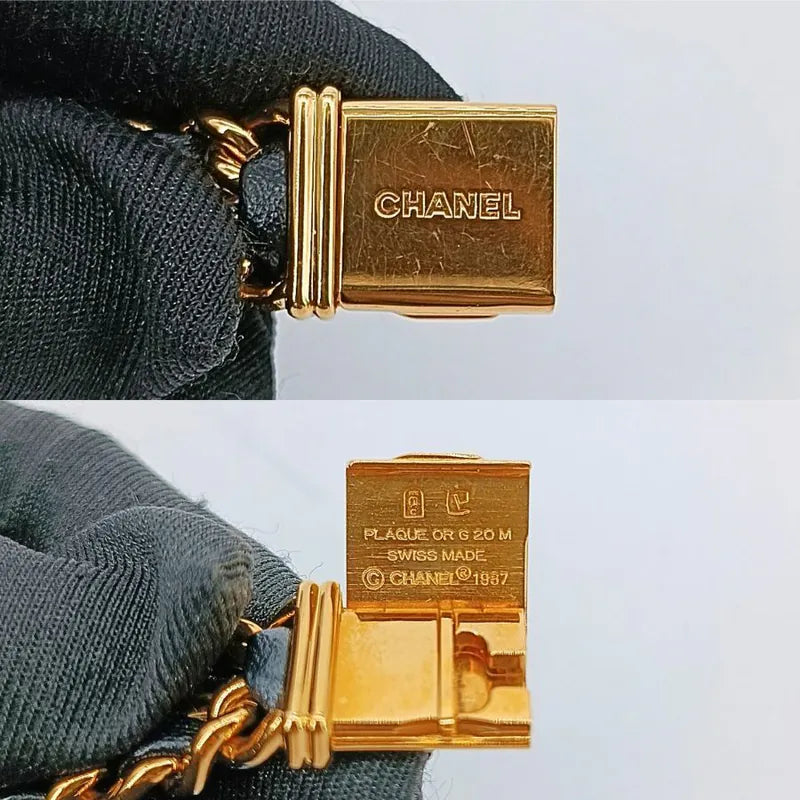 CHANEL
PLAQUE OR G 20 M
SWISS MADE
© CHANEL® 1987